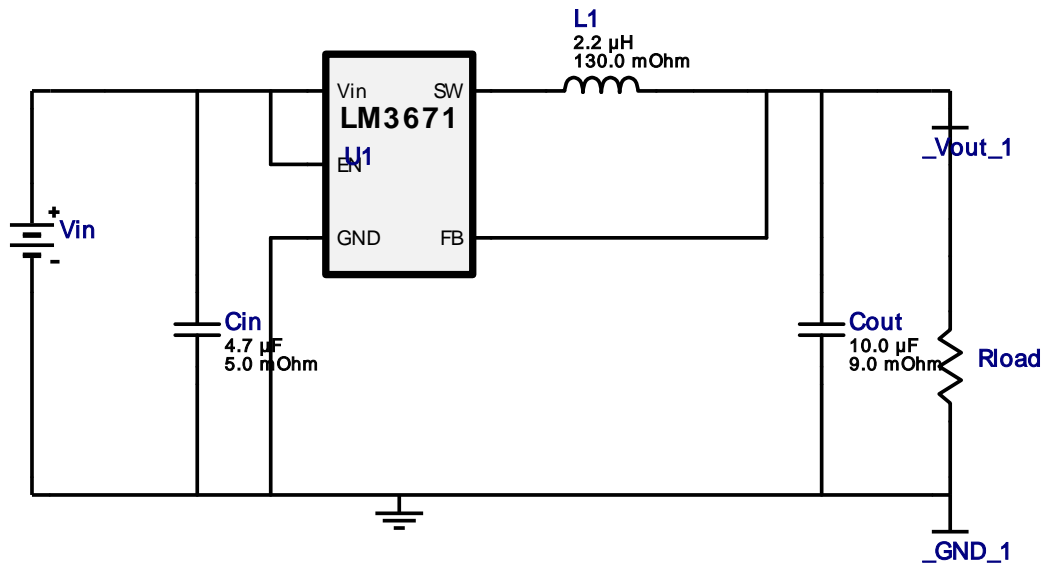 L1
2.2 µH
130.0 mOhm
Vin
SW
LM3671
U1
EN
GND
FB
+
Vin
-
Cin
4.7 µF
5.0 mOhm
Cout
10.0 µF
9.0 mOhm
_Vout_1
Rload
_GND_1